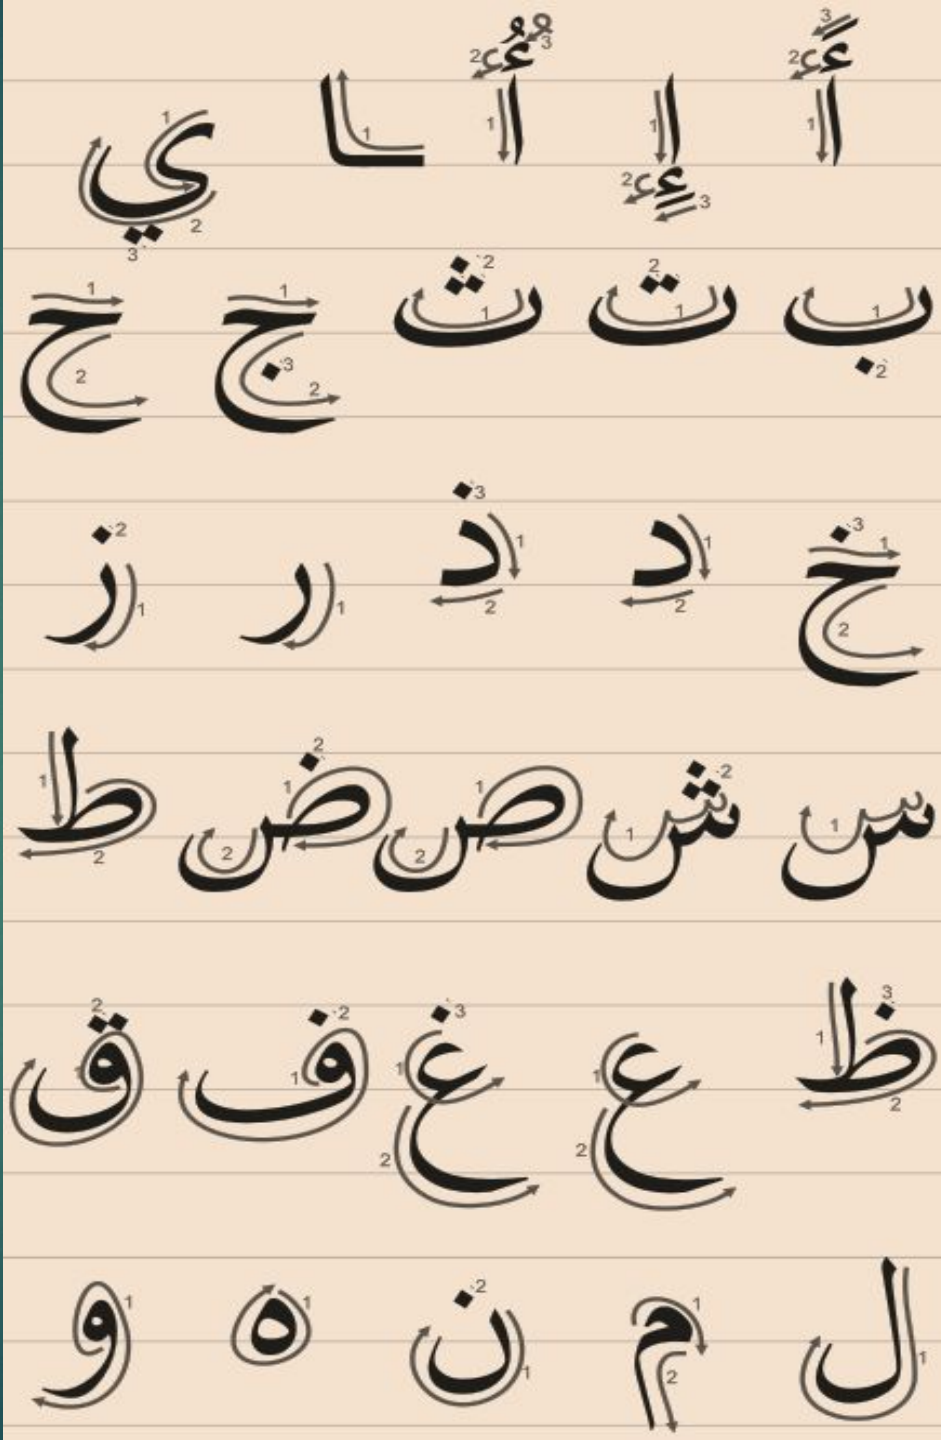 أً إٍ أٌ ـا ي
ب ت ث ج ح
خ د ذ ر ز
س ش ص ض ط
ظ ع غ ف ق
ل م ن ه و